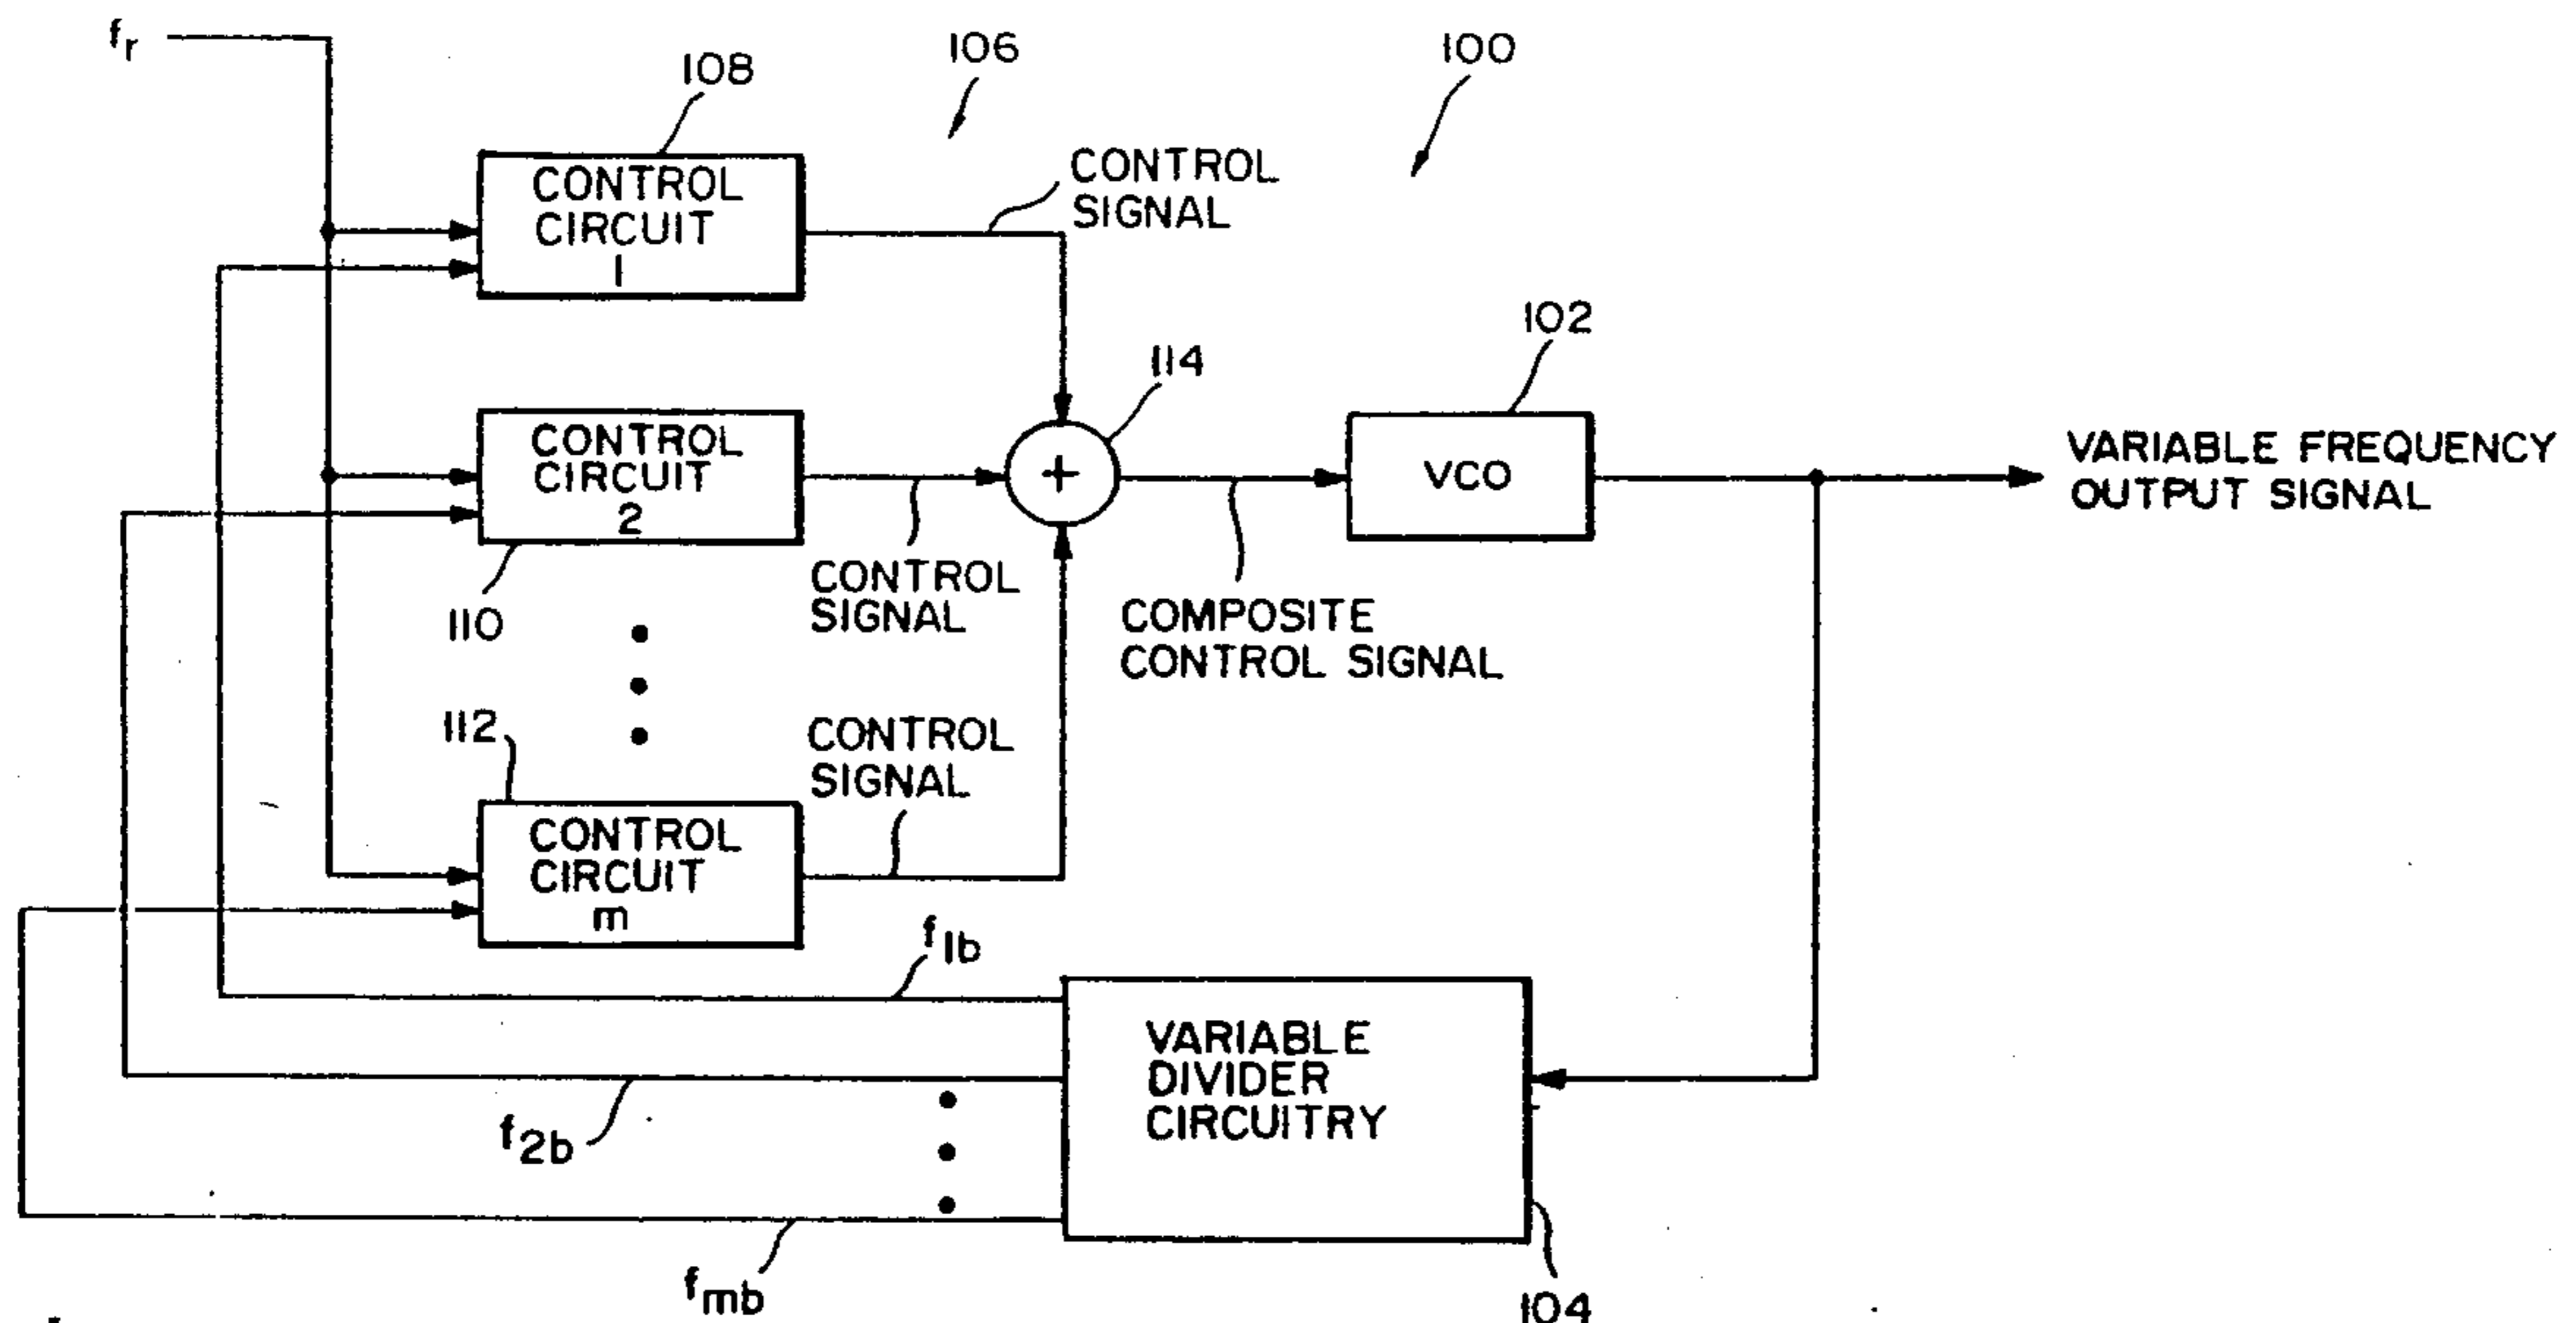 fr
106
100
108
CONTROL
CIRCUIT
1
CONTROL
SIGNAL
102
114
CONTROL
CIRCUIT
2
+
VCO
VARIABLE FREQUENCY
OUTPUT SIGNAL
110
CONTROL
SIGNAL
COMPOSITE
CONTROL SIGNAL
112
CONTROL
SIGNAL
CONTROL
CIRCUIT
m
f1b
VARIABLE
DIVIDER
CIRCUITRY
f2b
fmb
104